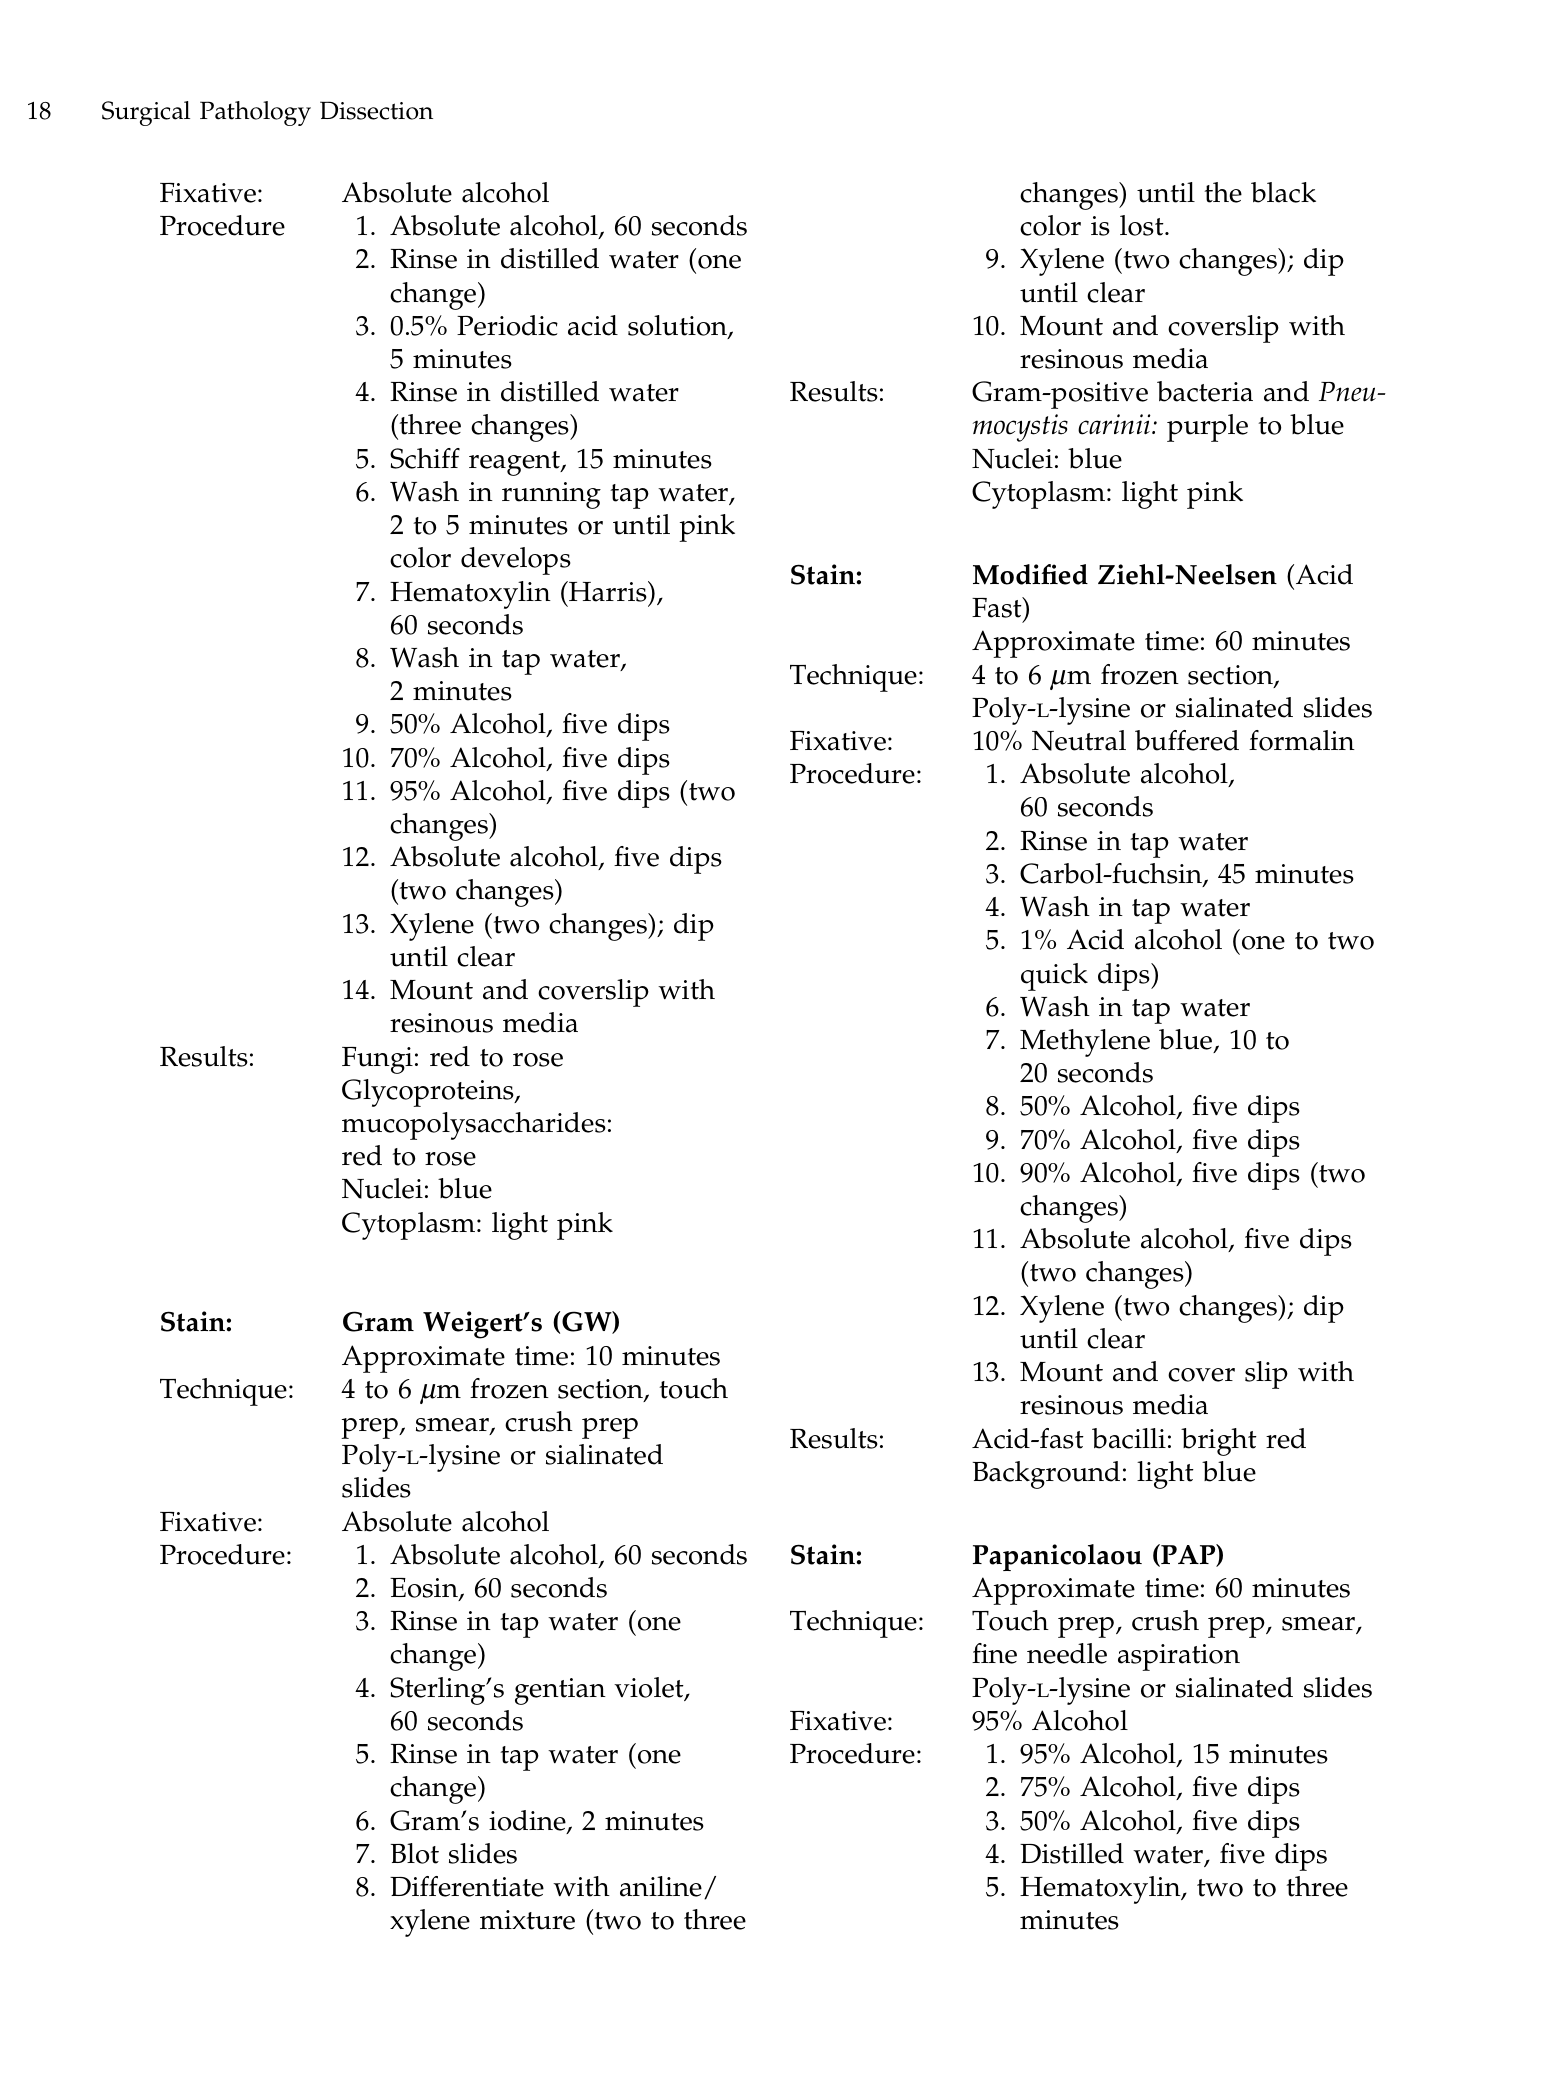 18 Surgical Pathology Dissection
Fixative: Absolute alcohol
Procedure 1. Absolute alcohol, 60 seconds
2. Rinse in distilled water (one
change)
3. 0.5% Periodic acid solution,
5 minutes
4. Rinse in distilled water
(three changes)
5. Schiff reagent, 15 minutes
6. Wash in running tap water,
2 to 5 minutes or until pink
color develops
7. Hematoxylin (Harris),
60 seconds
8. Wash in tap water,
2 minutes
9. 50% Alcohol, five dips
10. 70% Alcohol, five dips
11. 95% Alcohol, five dips (two
changes)
12. Absolute alcohol, five dips
(two changes)
13. Xylene (two changes); dip
until clear
14. Mount and coverslip with
resinous media
Results: Fungi: red to rose
Glycoproteins,
mucopolysaccharides:
red to rose
Nuclei: blue
Cytoplasm: light pink
Stain: Gram Weigert's (GW)
Approximate time: 10 minutes
Technique: 4 to 6 μm frozen section, touch
prep, smear, crush prep
Poly-L-lysine or sialinated
slides
Fixative: Absolute alcohol
Procedure: 1. Absolute alcohol, 60 seconds
2. Eosin, 60 seconds
3. Rinse in tap water (one
change)
4. Sterling's gentian violet,
60 seconds
5. Rinse in tap water (one
change)
6. Gram's iodine, 2 minutes
7. Blot slides
8. Differentiate with aniline/
xylene mixture (two to three
changes) until the black
color is lost.
9. Xylene (two changes); dip
until clear
10. Mount and coverslip with
resinous media
Results: Gram-positive bacteria and Pneu-
mocystis carinii: purple to blue
Nuclei: blue
Cytoplasm: light pink
Stain: Modified Ziehl-Neelsen (Acid
Fast)
Approximate time: 60 minutes
Technique: 4 to 6 μm frozen section,
Poly-L-lysine or sialinated slides
Fixative: 10% Neutral buffered formalin
Procedure: 1. Absolute alcohol,
60 seconds
2. Rinse in tap water
3. Carbol-fuchsin, 45 minutes
4. Wash in tap water
5. 1% Acid alcohol (one to two
quick dips)
6. Wash in tap water
7. Methylene blue, 10 to
20 seconds
8. 50% Alcohol, five dips
9. 70% Alcohol, five dips
10. 90% Alcohol, five dips (two
changes)
11. Absolute alcohol, five dips
(two changes)
12. Xylene (two changes); dip
until clear
13. Mount and cover slip with
resinous media
Results: Acid-fast bacilli: bright red
Background: light blue
Stain: Papanicolaou (PAP)
Approximate time: 60 minutes
Technique: Touch prep, crush prep, smear,
fine needle aspiration
Poly-L-lysine or sialinated slides
Fixative: 95% Alcohol
Procedure: 1. 95% Alcohol, 15 minutes
2. 75% Alcohol, five dips
3. 50% Alcohol, five dips
4. Distilled water, five dips
5. Hematoxylin, two to three
minutes